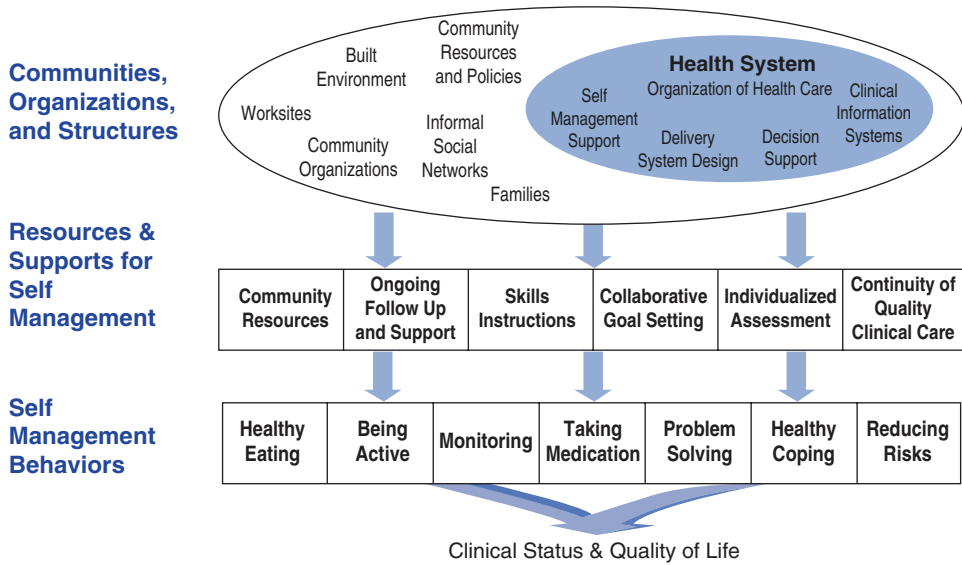 Communities,
Organizations,
and Structures
Built
Environment
Community
Resources
and Policies
Worksites
Community
Organizations
Informal
Social
Networks
Families
Health System
Organization of Health Care
Self
Management
Support
Delivery
System Design
Decision
Support
Clinical
Information
Systems
Resources &
Supports for
Self
Management
Community
Resources
Ongoing
Follow Up
and Support
Skills
Instructions
Collaborative
Goal Setting
Individualized
Assessment
Continuity of
Quality
Clinical Care
Self
Management
Behaviors
Healthy
Eating
Being
Active
Monitoring
Taking
Medication
Problem
Solving
Healthy
Coping
Reducing
Risks
Clinical Status & Quality of Life